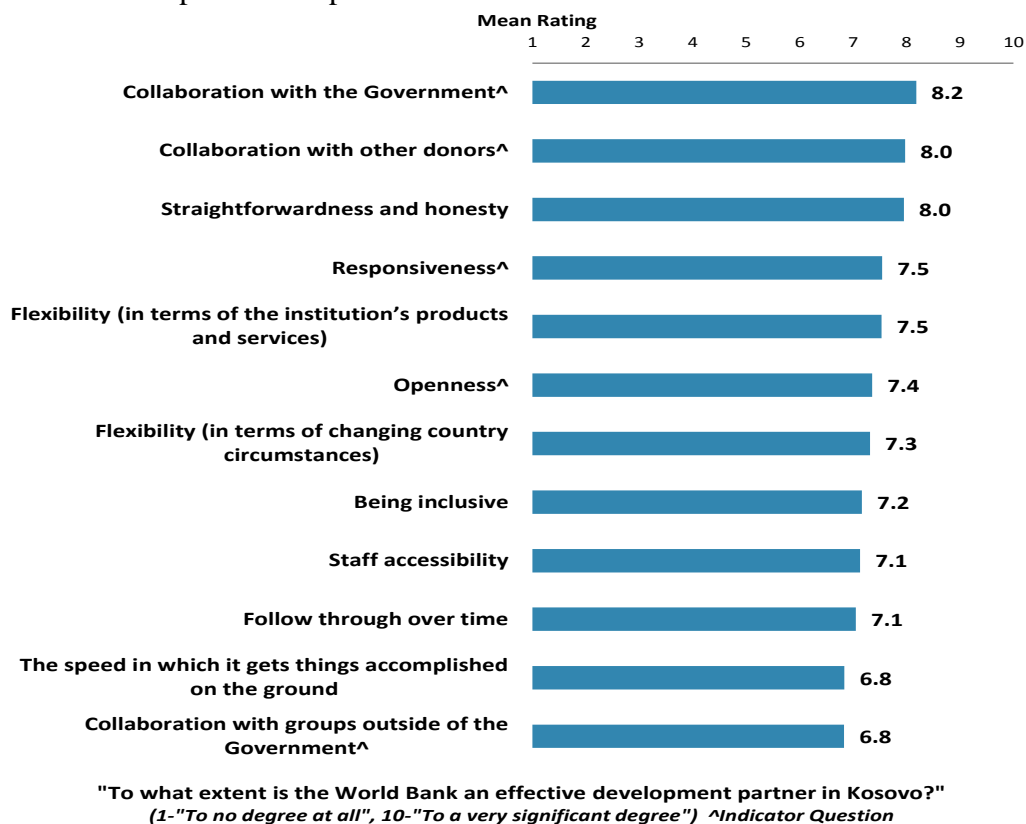 Mean Rating
1 2 3 4 5 6 7 8 9 10
Collaboration with the Government^ 8.2
Collaboration with other donors^ 8.0
Straightforwardness and honesty 8.0
Responsiveness^ 7.5
Flexibility (in terms of the institution’s products
and services) 7.5
Openness^ 7.4
Flexibility (in terms of changing country
circumstances) 7.3
Being inclusive 7.2
Staff accessibility 7.1
Follow through over time 7.1
The speed in which it gets things accomplished
on the ground 6.8
Collaboration with groups outside of the
Government^ 6.8
"To what extent is the World Bank an effective development partner in Kosovo?"
(1-"To no degree at all", 10-"To a very significant degree") ^Indicator Question